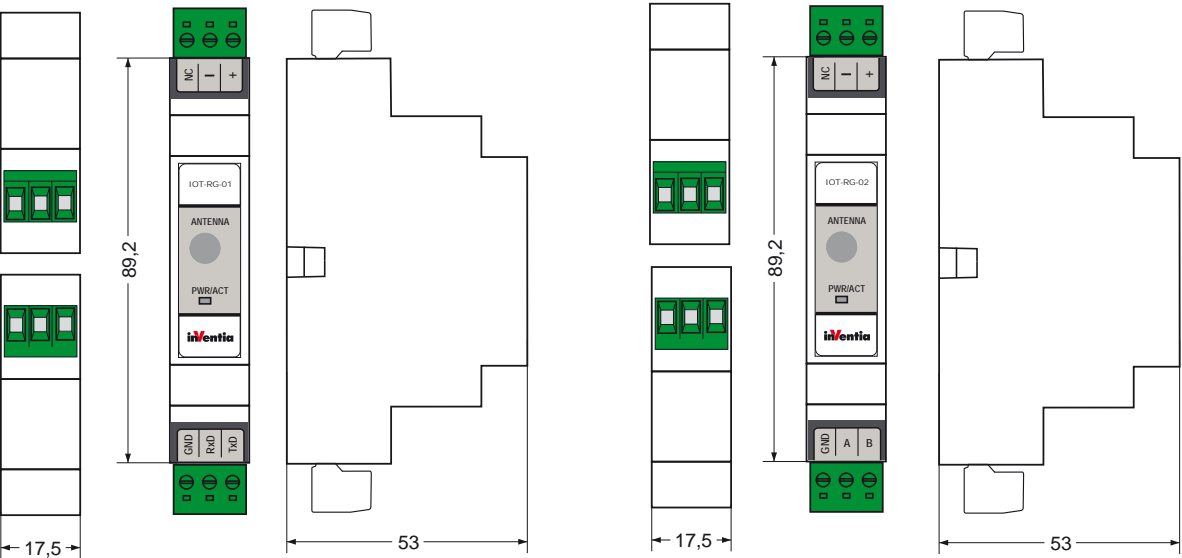 NC — +
IOT-RG-01
ANTENNA
PWR/ACT
inVentia
GND RxD TxD
89,2
17,5
53
NC — +
IOT-RG-02
ANTENNA
PWR/ACT
inVentia
GND A B
89,2
17,5
53